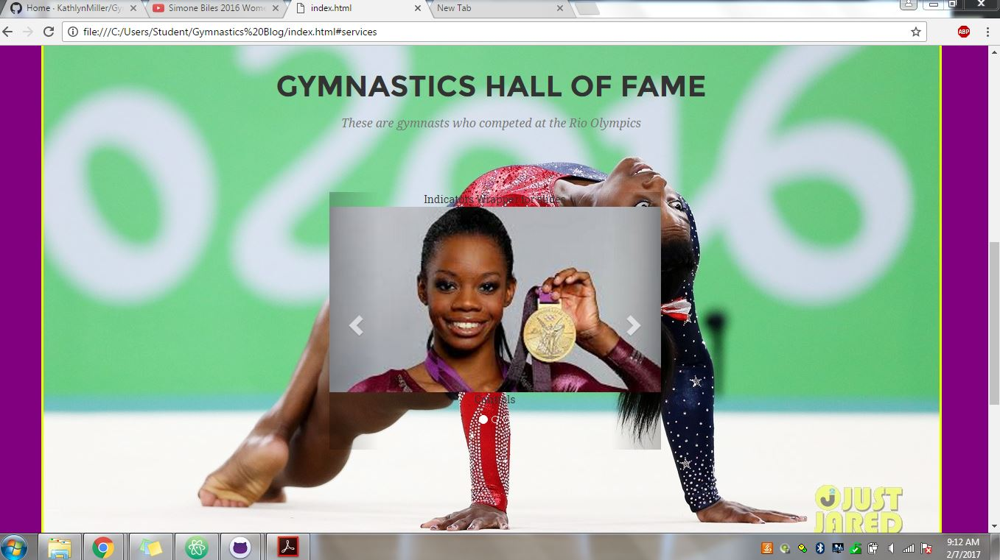 Home · KathlynMiller/Gy
Simone Biles 2016 Wome
index.html
New Tab
file:///C:/Users/Student/Gymnastics%20Blog/index.html#services
ABP
2016
GYMNASTICS HALL OF FAME
These are gymnasts who competed at the Rio Olympics
Indicators Wrapper for slides
Controls
JUST
JARED
9:12 AM
2/7/2017